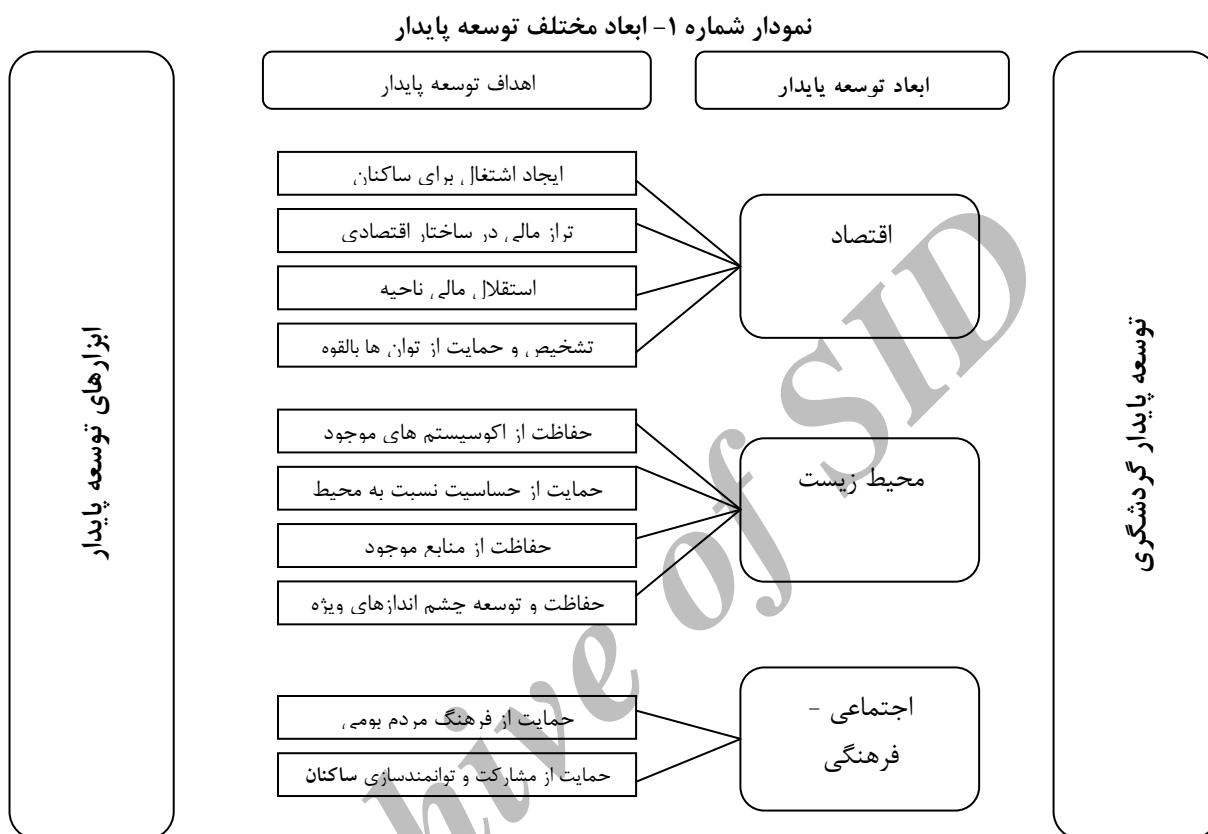 نمودار شماره ۱- ابعاد مختلف توسعه پایدار
توسعه پایدار گردشگری
ابعاد توسعه پایدار
اهداف توسعه پایدار
اقتصاد
ایجاد اشتغال برای ساکنان
تراز مالی در ساختار اقتصادی
استقلال مالی ناحیه
تشخیص و حمایت از توان ها بالقوه
محیط زیست
حفاظت از اکوسیستم های موجود
حمایت از حساسیت نسبت به محیط
حفاظت از منابع موجود
حفاظت و توسعه چشم اندازهای ویژه
اجتماعی -
فرهنگی
حمایت از فرهنگ مردم بومی
حمایت از مشارکت و توانمندسازی ساکنان
ابزارهای توسعه پایدار
hive of SID